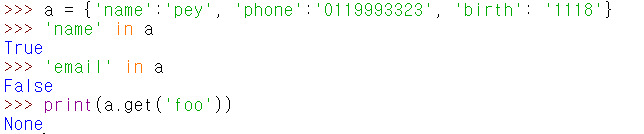 >>> a = {'name':'pey', 'phone':'0119993323', 'birth': '1118'}
>>> 'name' in a
True
>>> 'email' in a
False
>>> print(a.get('foo'))
None